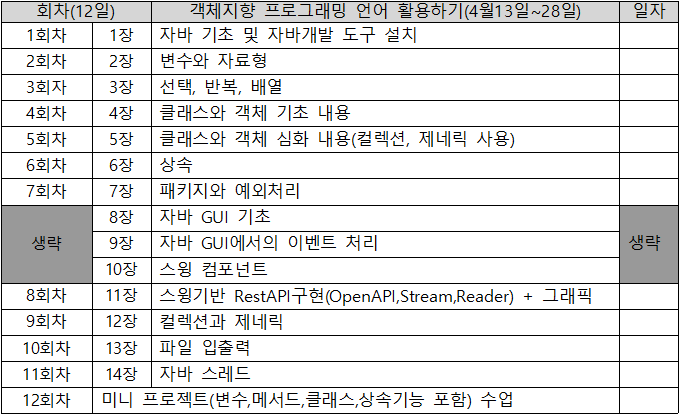 회차(12일) 객체지향 프로그래밍 언어 활용하기(4월13일~28일) 일자
1회차 1장 자바 기초 및 자바개발 도구 설치
2회차 2장 변수와 자료형
3회차 3장 선택, 반복, 배열
4회차 4장 클래스와 객체 기초 내용
5회차 5장 클래스와 객체 심화 내용(컬렉션, 제네릭 사용)
6회차 6장 상속
7회차 7장 패키지와 예외처리
8장 자바 GUI 기초
생략 9장 자바 GUI에서의 이벤트 처리 생략
10장 스윙 컴포넌트
8회차 11장 스윙기반 RestAPI구현(OpenAPI,Stream,Reader) + 그래픽
9회차 12장 컬렉션과 제네릭
10회차 13장 파일 입출력
11회차 14장 자바 스레드
12회차 미니 프로젝트(변수,메서드,클래스,상속기능 포함) 수업